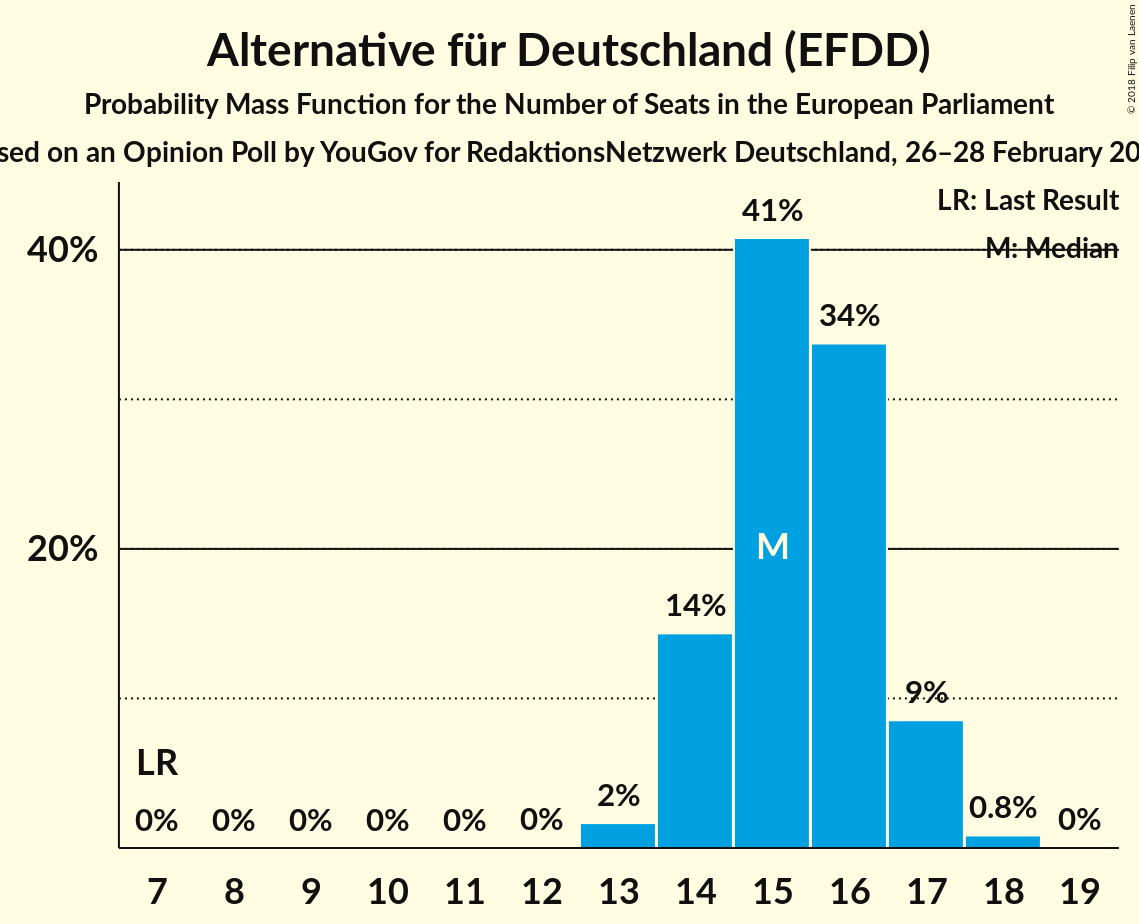 Alternative für Deutschland (EFDD)
Probability Mass Function for the Number of Seats in the European Parliament
sed on an Opinion Poll by YouGov for RedaktionsNetzwerk Deutschland, 26–28 February 20
© 2018 Filip van Laenen
LR: Last Result
M: Median
40%
20%
41%
34%
M
14%
9%
LR
2%
0.8%
0% 0% 0% 0% 0% 0% 0%
7 8 9 10 11 12 13 14 15 16 17 18 19